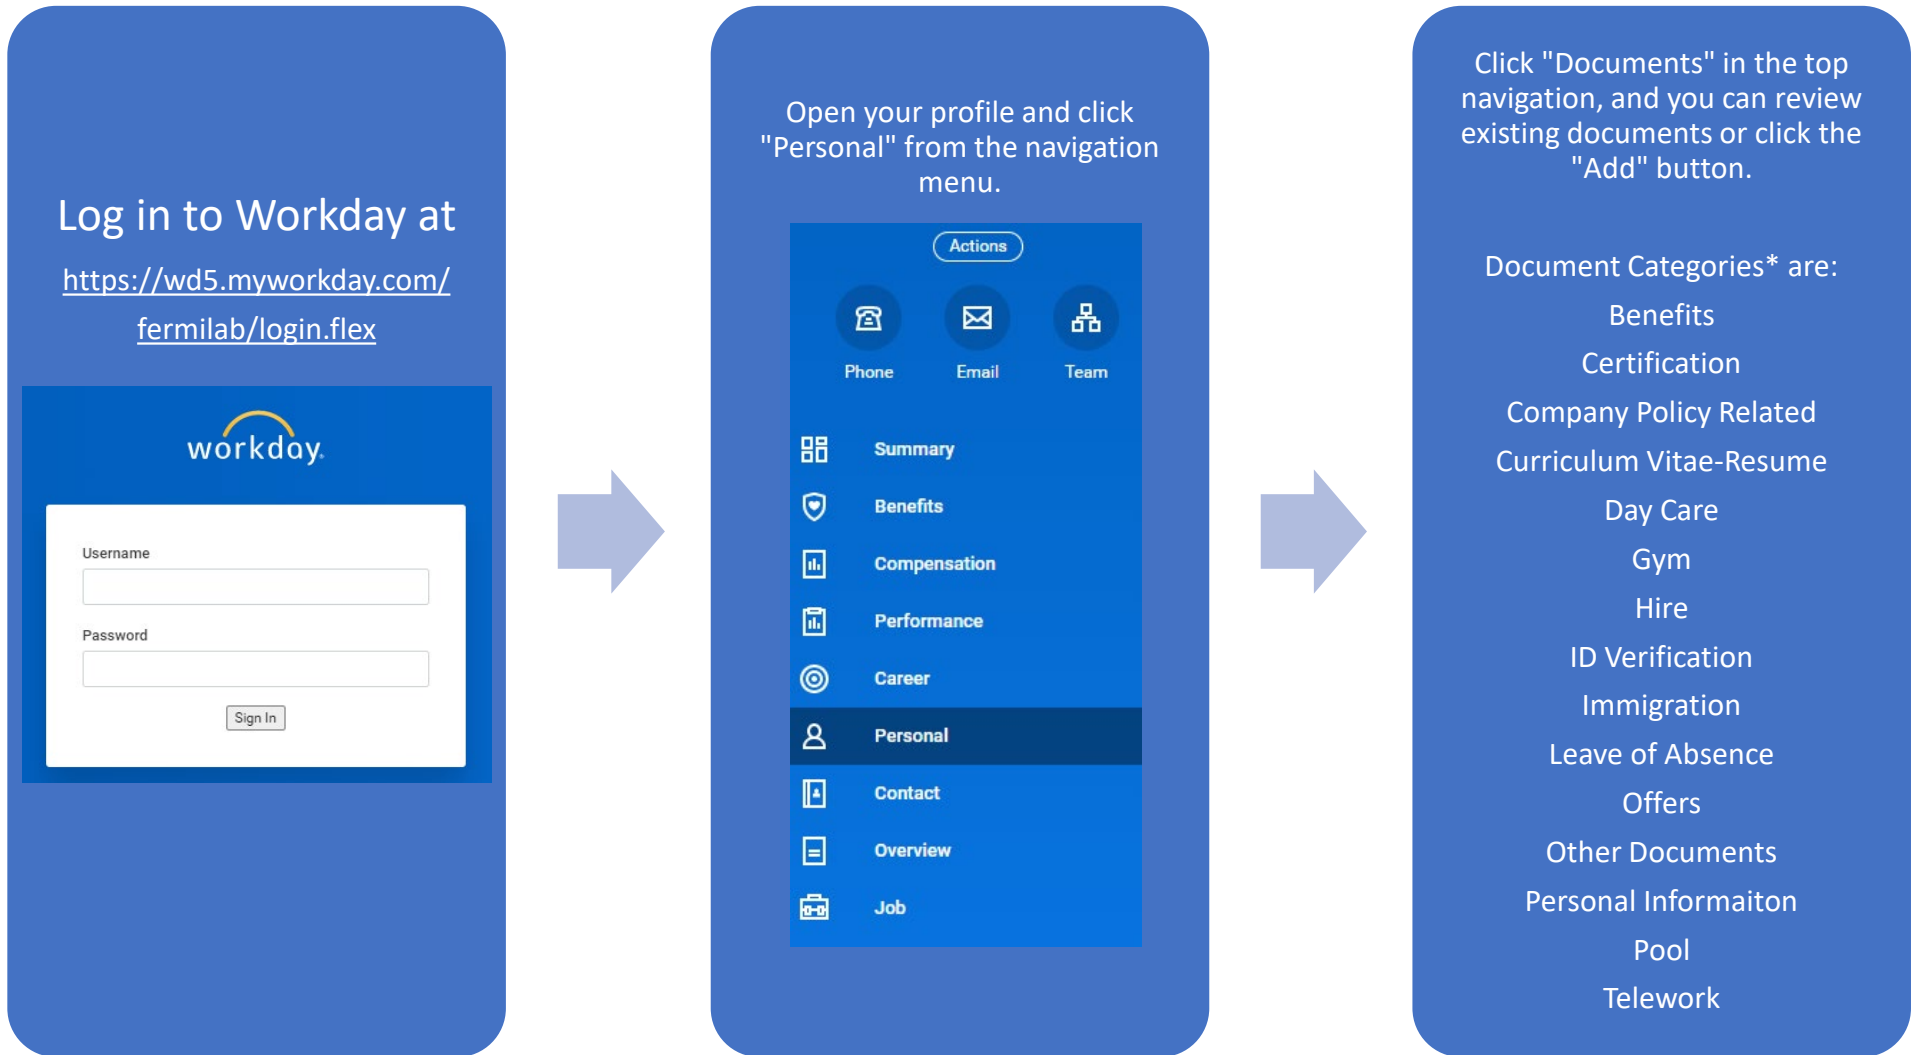 Log in to Workday at
https://wd5.myworkday.com/
fermilab/login.flex
workday.
Username
Password
Sign In
Open your profile and click
"Personal" from the navigation
menu.
Actions
Phone Email Team
Summary
Benefits
Compensation
Performance
Career
Personal
Contact
Overview
Job
Click "Documents" in the top
navigation, and you can review
existing documents or click the
"Add" button.
Document Categories* are:
Benefits
Certification
Company Policy Related
Curriculum Vitae-Resume
Day Care
Gym
Hire
ID Verification
Immigration
Leave of Absence
Offers
Other Documents
Personal Informaiton
Pool
Telework